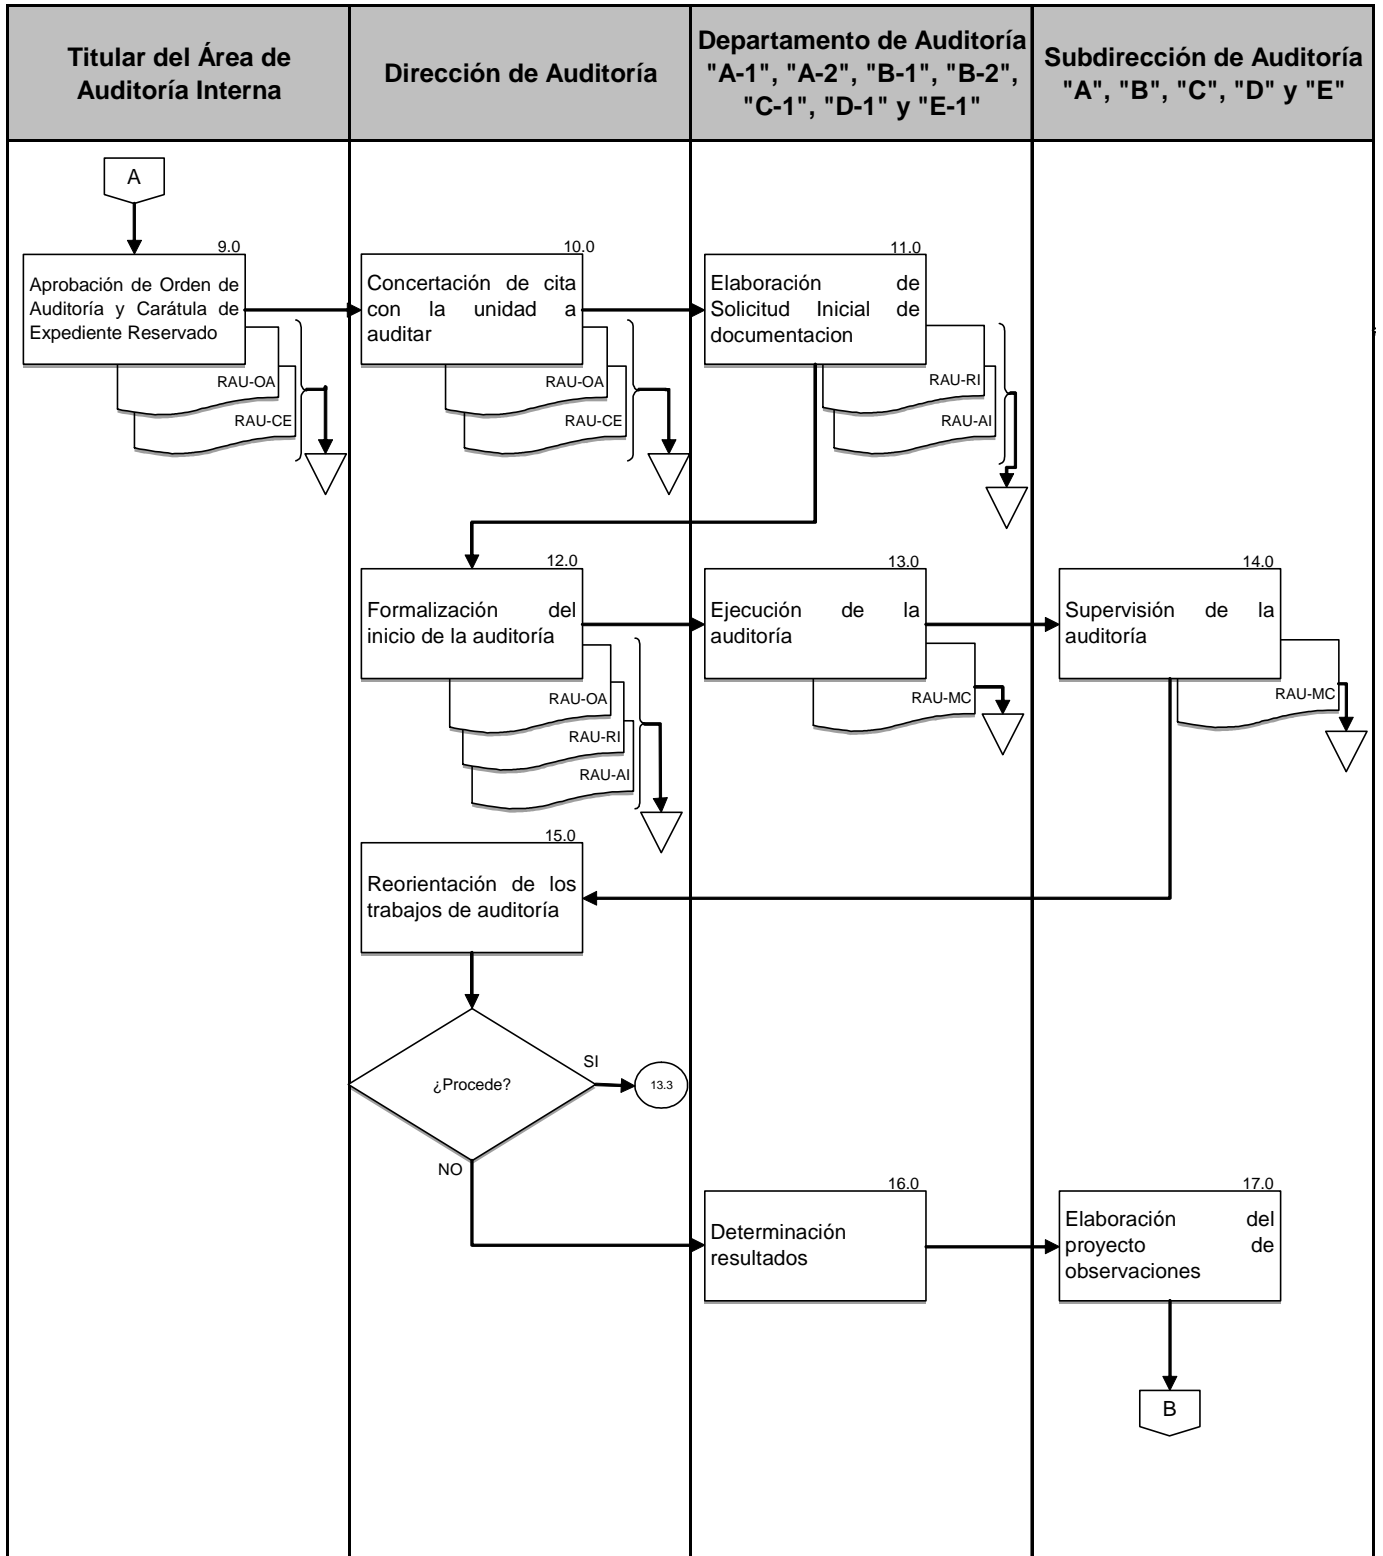 Titular del Área de
Auditoría Interna
Dirección de Auditoría
Departamento de Auditoría
"A-1", "A-2", "B-1", "B-2",
"C-1", "D-1" y "E-1"
Subdirección de Auditoría
"A", "B", "C", "D" y "E"
A
9.0
Aprobación de Orden de
Auditoría y Carátula de
Expediente Reservado
RAU-OA
RAU-CE
10.0
Concertación de cita
con la unidad a
auditar
RAU-OA
RAU-CE
11.0
Elaboración de
Solicitud Inicial de
documentacion
RAU-RI
RAU-AI
12.0
Formalización del
inicio de la auditoría
RAU-OA
RAU-RI
RAU-AI
13.0
Ejecución de la
auditoría
RAU-MC
14.0
Supervisión de la
auditoría
RAU-MC
15.0
Reorientación de los
trabajos de auditoría
¿Procede?
SI
13.3
NO
16.0
Determinación
resultados
17.0
Elaboración del
proyecto de
observaciones
B